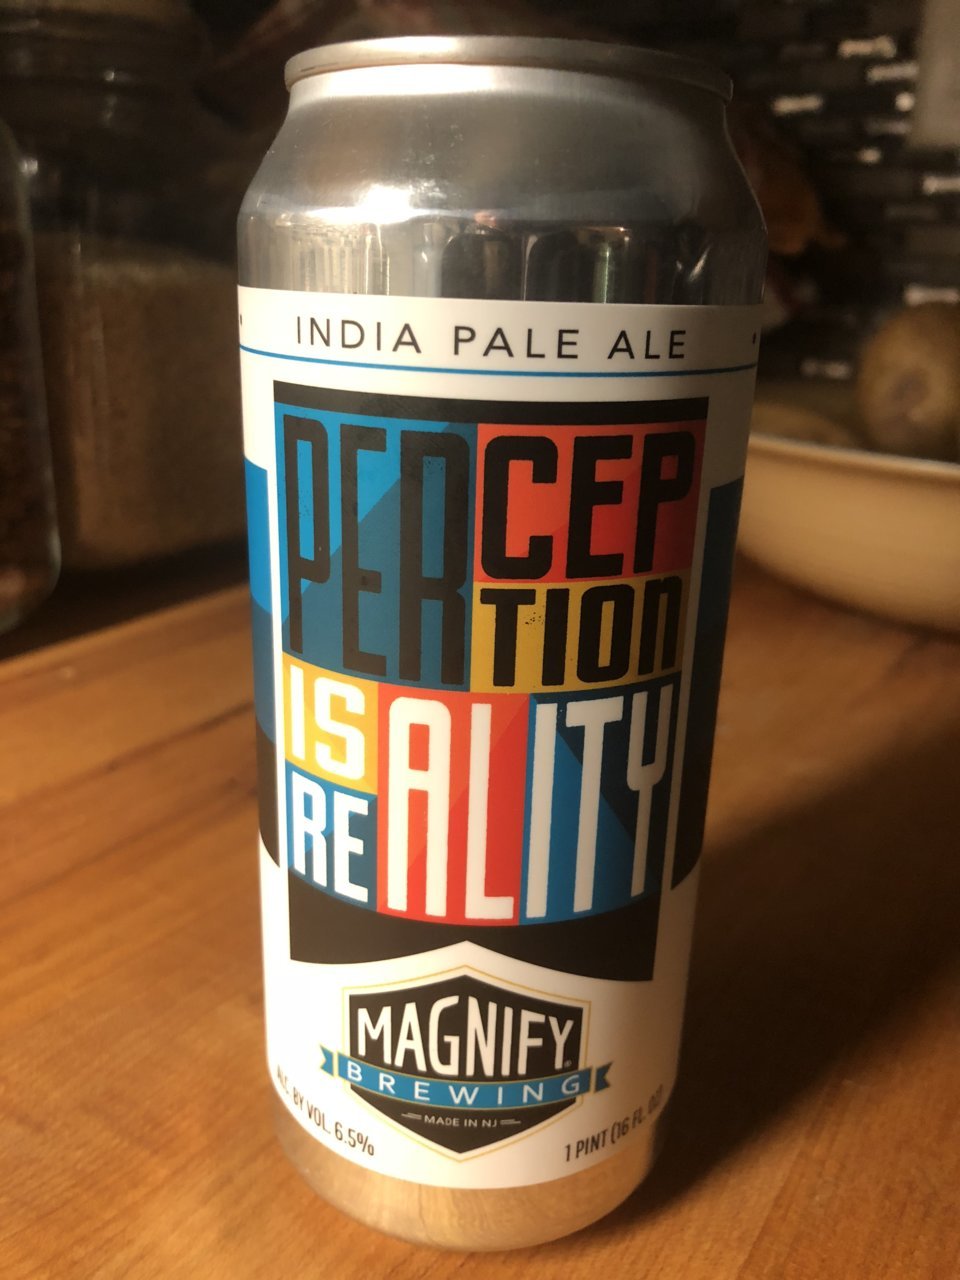 INDIA PALE ALE
PERCEP
TION
IS
REALITY
MAGNIFY
BREWING
MADE IN NJ
ALC. BY VOL. 6.5%
1 PINT (16 FL. OZ)